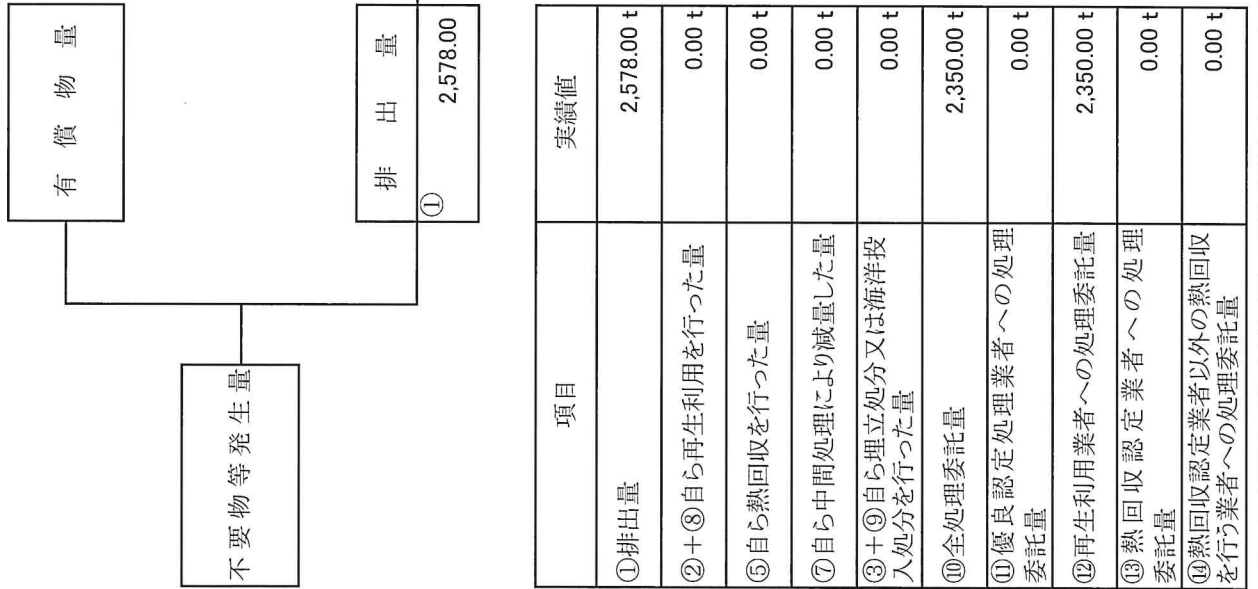 有償物量
不要物等発生量
排出量
① 2,578.00
項目 実績値
①排出量 2,578.00 t
②+⑧自ら再生利用を行った量 0.00 t
⑤自ら熱回収を行った量 0.00 t
⑦自ら中間処理により減量した量 0.00 t
③+⑨自ら埋立処分又は海洋投
入処分を行った量 0.00 t
⑩全処理委託量 2,350.00 t
⑪優良認定処理業者への処理
委託量 0.00 t
⑫再生利用業者への処理委託量 2,350.00 t
⑬熱回収認定業者への処理
委託量 0.00 t
⑭熱回収認定業者以外の熱回収
を行う業者への処理委託量 0.00 t